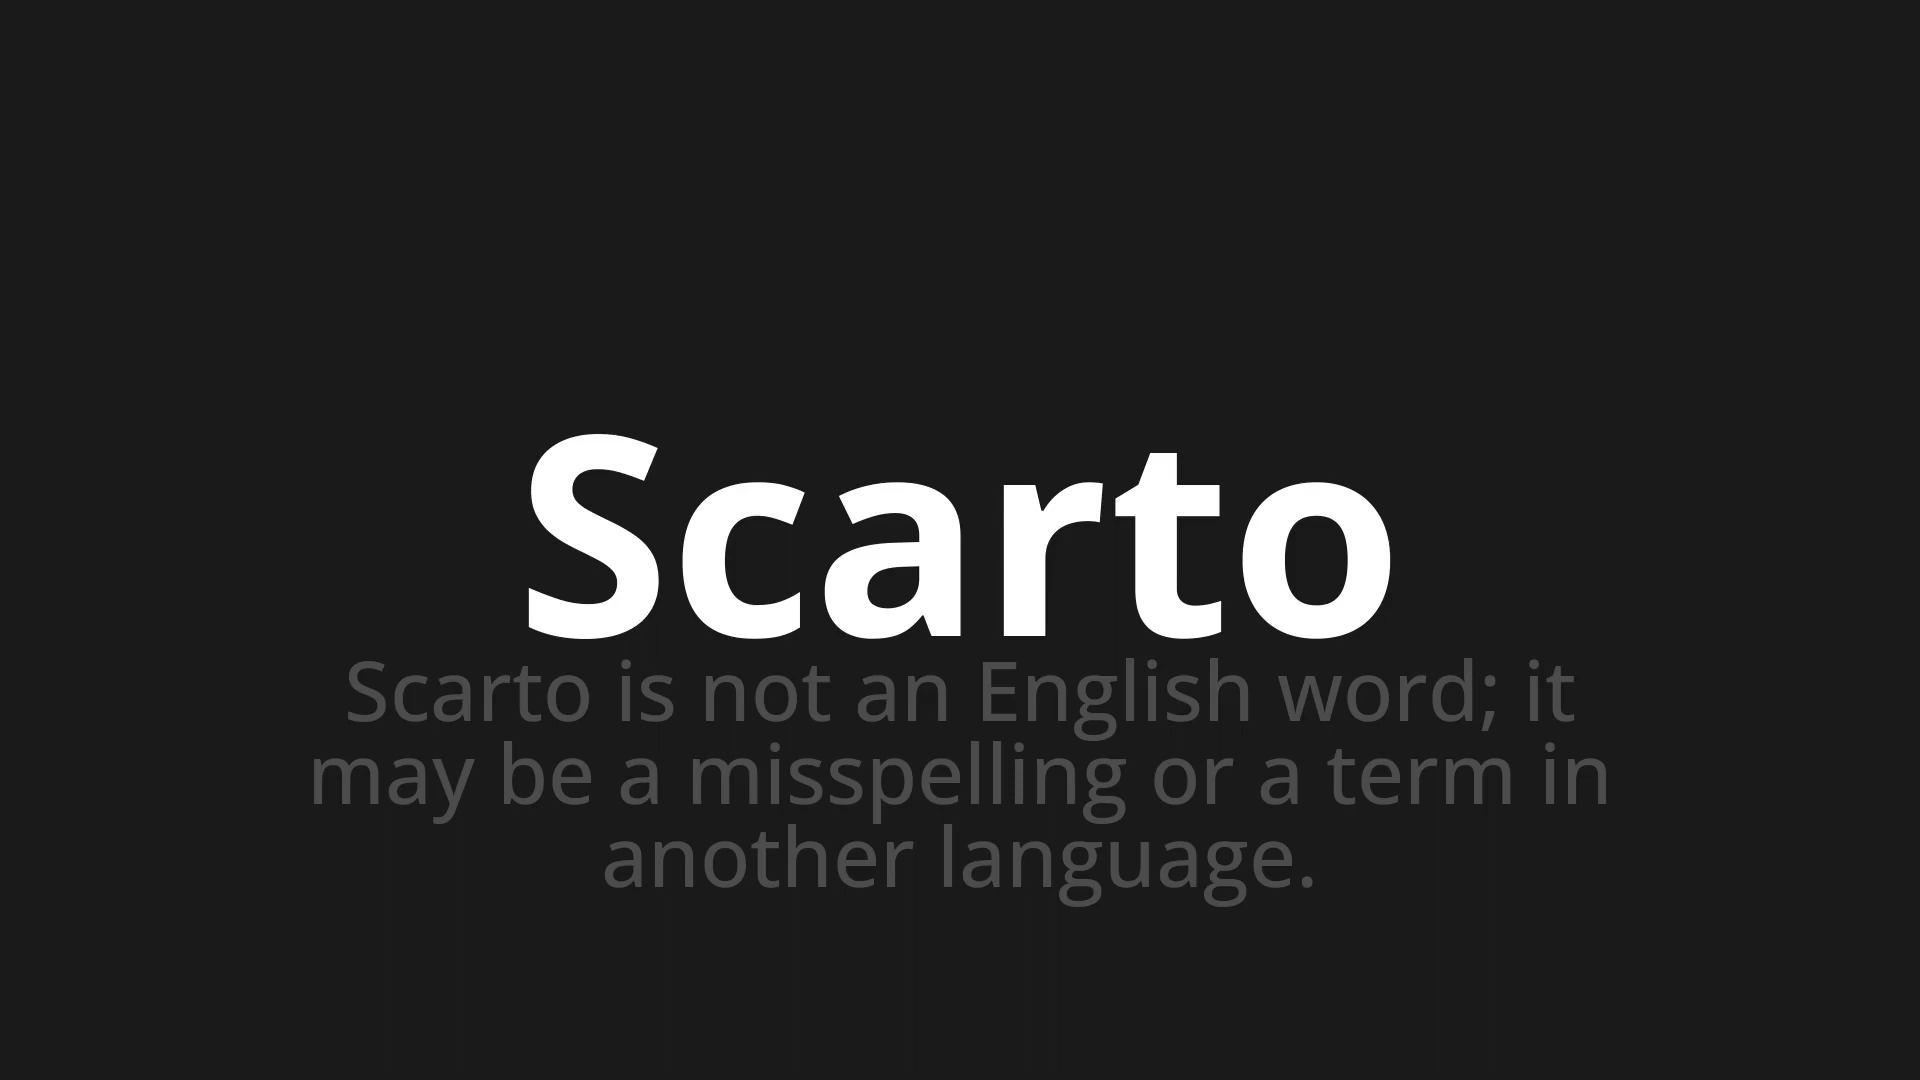 Scarto
Scarto is not an English word; it
may be a misspelling or a term in
another language.